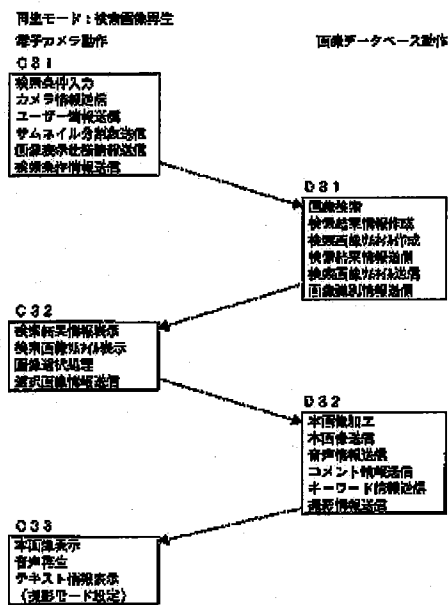 再生モード：検索画像再生
電子カメラ動作
画像データベース動作
C31
検索条件入力
カメラ情報送信
ユーザー情報送信
サムネイル分割数送信
画像表示仕様情報送信
検索条件情報送信
D31
画像検索
検索結果情報作成
検索画像サムネイル作成
検索結果情報送信
検索画像サムネイル送信
画像識別情報送信
C32
検索結果情報表示
検索画像サムネイル表示
画像選択処理
選択画像情報送信
D32
本画像加工
本画像送信
音声情報送信
コメント情報送信
キーワード情報送信
撮影情報送信
C33
本画像表示
音声再生
テキスト情報表示
（撮影モード設定）